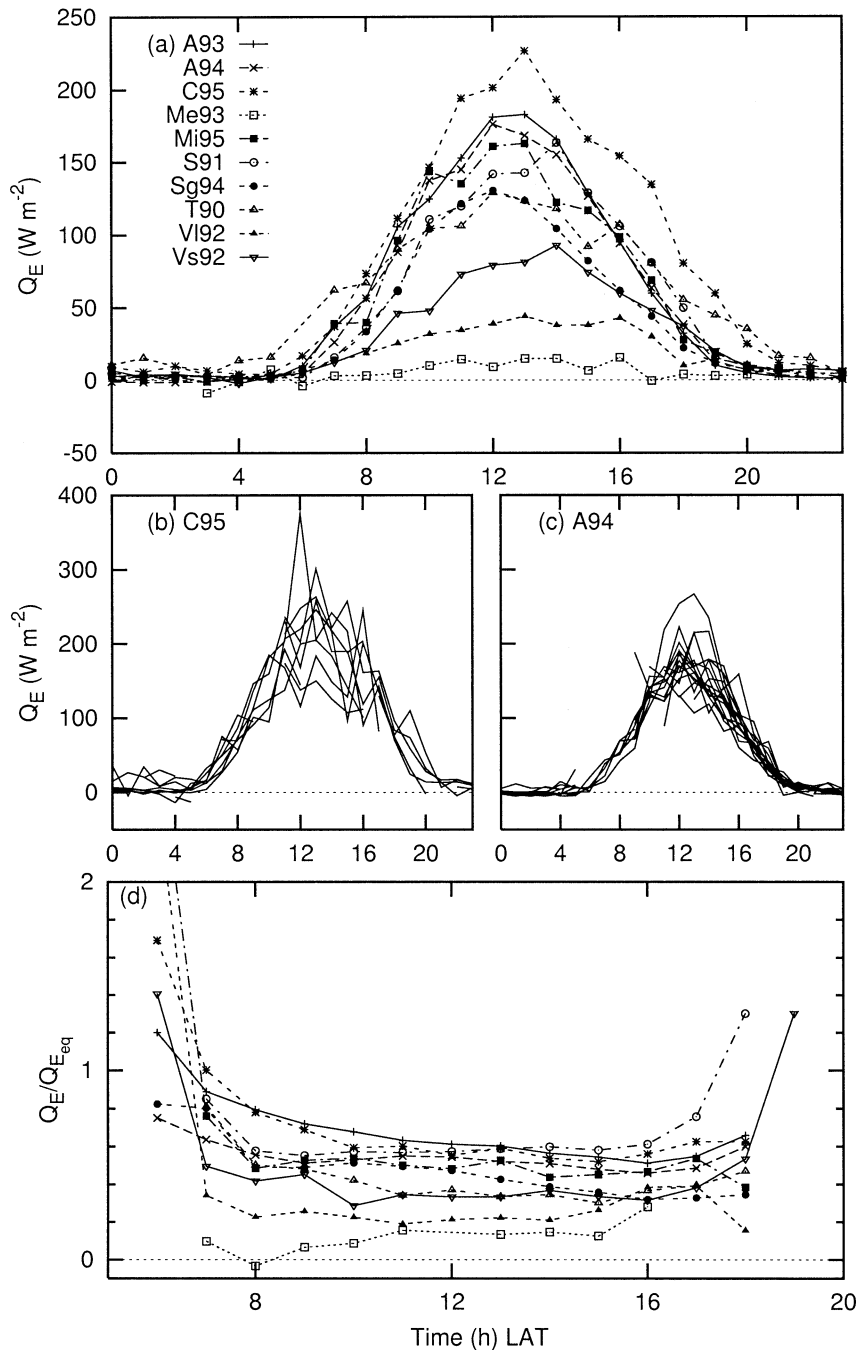 250
200
150
100
50
0
-50
Q_E (W m⁻²)
(a) A93
A94
C95
Me93
Mi95
S91
Sg94
T90
Vl92
Vs92
0 4 8 12 16 20
400
300
200
100
0
Q_E (W m⁻²)
(b) C95
(c) A94
0 4 8 12 16 20 0 4 8 12 16 20
2
1
0
Q_E/Q_E_eq
(d)
8 12 16 20
Time (h) LAT